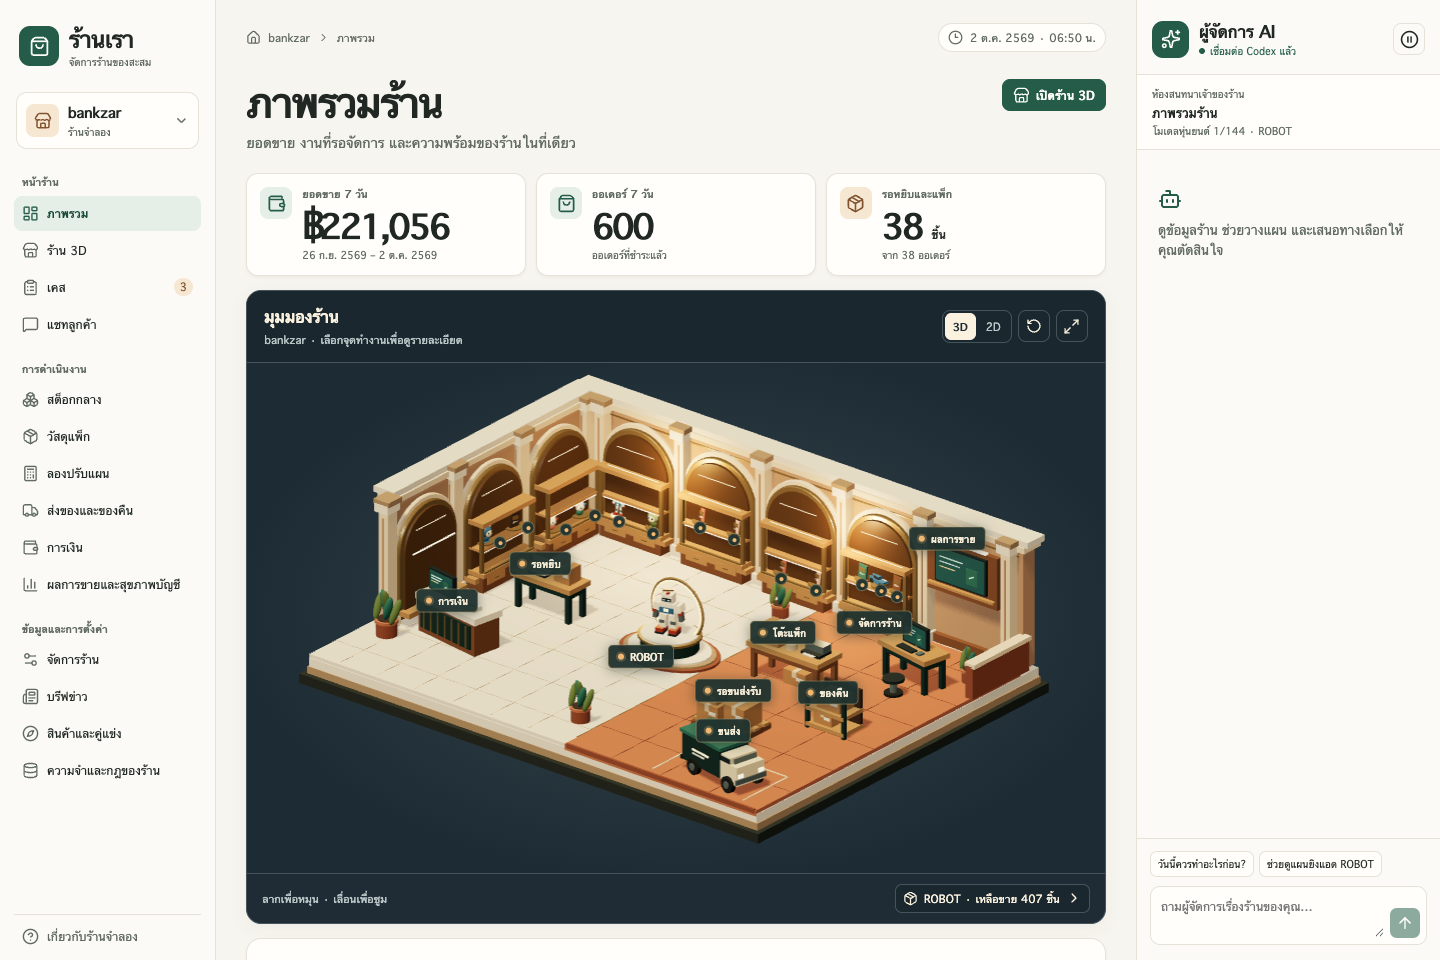 ร้านเรา
จัดการร้านของสะสม
bankzar
ร้านจำลอง
หน้าร้าน
ภาพรวม
ร้าน 3D
เคส
3
แชทลูกค้า
การดำเนินงาน
สต็อกกลาง
วัสดุแพ็ก
ลองปรับแผน
ส่งของและของคืน
การเงิน
ผลการขายและสุขภาพบัญชี
ข้อมูลและการตั้งค่า
จัดการร้าน
บรีฟข่าว
สินค้าและคู่แข่ง
ความจำและกฎของร้าน
เกี่ยวกับร้านจำลอง
bankzar
ภาพรวม
2 ต.ค. 2569 · 06:50 น.
ภาพรวมร้าน
ยอดขาย งานที่รอจัดการ และความพร้อมของร้านในที่เดียว
เปิดร้าน 3D
ยอดขาย 7 วัน
฿221,056
26 ก.ย. 2569 – 2 ต.ค. 2569
ออเดอร์ 7 วัน
600
ออเดอร์ที่ชำระแล้ว
รอหยิบและแพ็ก
38 ชิ้น
จาก 38 ออเดอร์
มุมมองร้าน
bankzar · เลือกจุดทำงานเพื่อดูรายละเอียด
3D
2D
ผลการขาย
รอหยิบ
การเงิน
จัดการร้าน
โต๊ะแพ็ก
ROBOT
รอขนส่งรับ
ของคืน
ขนส่ง
ลากเพื่อหมุน · เลื่อนเพื่อซูม
ROBOT · เหลือขาย 407 ชิ้น
ผู้จัดการ AI
เชื่อมต่อ Codex แล้ว
ห้องสนทนาเจ้าของร้าน
ภาพรวมร้าน
โมเดลหุ่นยนต์ 1/144 · ROBOT
ดูข้อมูลร้าน ช่วยวางแผน และเสนอทางเลือกให้
คุณตัดสินใจ
วันนี้ควรทำอะไรก่อน?
ช่วยดูแผนยิงแอด ROBOT
ถามผู้จัดการเรื่องร้านของคุณ...